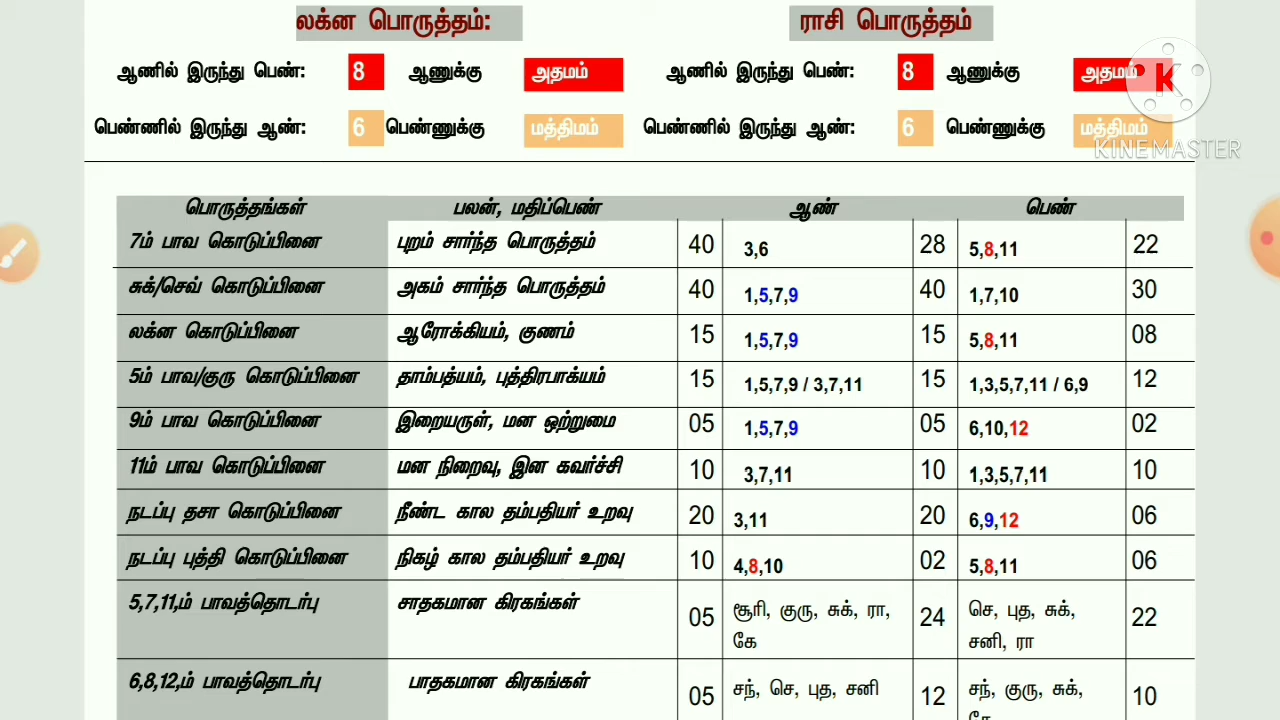 லக்ன பொருத்தம்: ராசி பொருத்தம்
ஆணில் இருந்து பெண்: 8 ஆணுக்கு அதமம் ஆணில் இருந்து பெண்: 8 ஆணுக்கு அதமம்
பெண்ணில் இருந்து ஆண்: 6 பெண்ணுக்கு மத்திமம் பெண்ணில் இருந்து ஆண்: 6 பெண்ணுக்கு மத்திமம்
KINEMASTER
பொருத்தங்கள் பலன், மதிப்பெண் ஆண் பெண்
7ம் பாவ கொடுப்பினை புறம் சார்ந்த பொருத்தம் 40 3,6 28 5,8,11 22
சுக்/செவ் கொடுப்பினை அகம் சார்ந்த பொருத்தம் 40 1,5,7,9 40 1,7,10 30
லக்ன கொடுப்பினை ஆரோக்கியம், குணம் 15 1,5,7,9 15 5,8,11 08
5ம் பாவ/குரு கொடுப்பினை தாம்பத்யம், புத்திரபாக்யம் 15 1,5,7,9 / 3,7,11 15 1,3,5,7,11 / 6,9 12
9ம் பாவ கொடுப்பினை இறையருள், மன ஒற்றுமை 05 1,5,7,9 05 6,10,12 02
11ம் பாவ கொடுப்பினை மன நிறைவு, இன கவர்ச்சி 10 3,7,11 10 1,3,5,7,11 10
நடப்பு தசா கொடுப்பினை நீண்ட கால தம்பதியர் உறவு 20 3,11 20 6,9,12 06
நடப்பு புத்தி கொடுப்பினை நிகழ் கால தம்பதியர் உறவு 10 4,8,10 02 5,8,11 06
5,7,11,ம் பாவத்தொடர்பு சாதகமான கிரகங்கள் 05 சூரி, குரு, சுக், ரா, கே 24 செ, புத, சுக், சனி, ரா 22
6,8,12,ம் பாவத்தொடர்பு பாதகமான கிரகங்கள் 05 சந், செ, புத, சனி 12 சந், குரு, சுக், 10